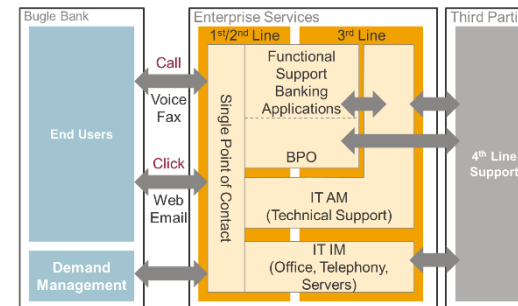 Bugle Bank
Enterprise Services
Third Parti
1st/2nd Line
3rd Line
Call
Voice
Fax
End Users
Click
Web
Email
Demand
Management
Single Point of Contact
Functional
Support
Banking
Applications
BPO
IT AM
(Technical Support)
IT IM
(Office, Telephony,
Servers)
4th Line
Support